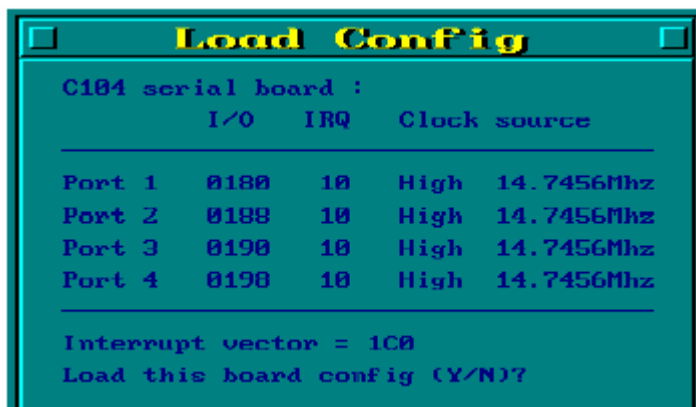 Load Config
C104 serial board :
I/O IRQ Clock source
Port 1 0180 10 High 14.7456Mhz
Port 2 0188 10 High 14.7456Mhz
Port 3 0190 10 High 14.7456Mhz
Port 4 0198 10 High 14.7456Mhz
Interrupt vector = 1C0
Load this board config (Y/N)?